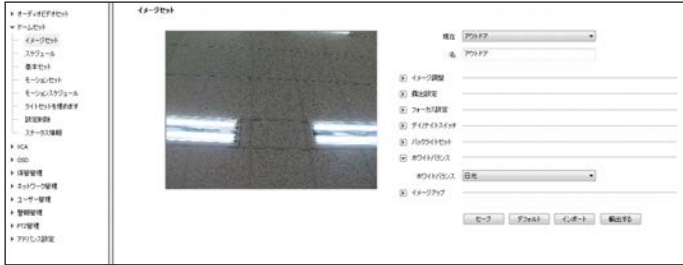 オーディオビデオセット
ドームセット
イメージセット
スケジュール
基本セット
モーションセット
モーションスケジュール
ライトセットを埋めます
設定削除
ステータス情報
VCA
OSD
保管管理
ネットワーク管理
ユーザー管理
警報管理
PTZ管理
アドバンス設定
イメージセット
現在 アウトドア
名 アウトドア
イメージ調整
露出設定
フォーカス設定
デイ/ナイトスイッチ
バックライトセット
ホワイトバランス
ホワイトバランス 日光
イメージアップ
セーブ デフォルト インポート 輸出する